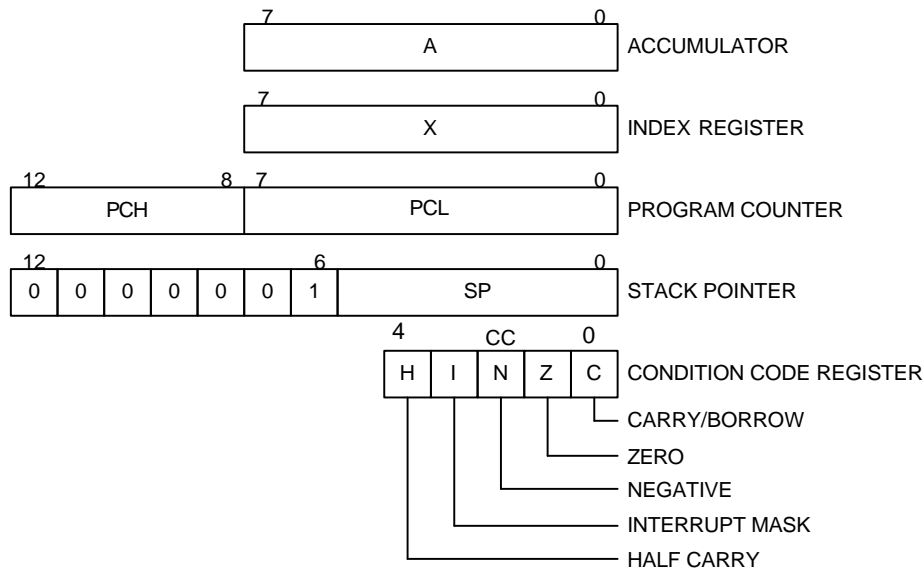 7 0
A ACCUMULATOR
7 0
X INDEX REGISTER
12 8 7 0
PCH PCL PROGRAM COUNTER
12 6 0
0 0 0 0 0 0 1 SP STACK POINTER
4 CC 0
H I N Z C CONDITION CODE REGISTER
CARRY/BORROW
ZERO
NEGATIVE
INTERRUPT MASK
HALF CARRY